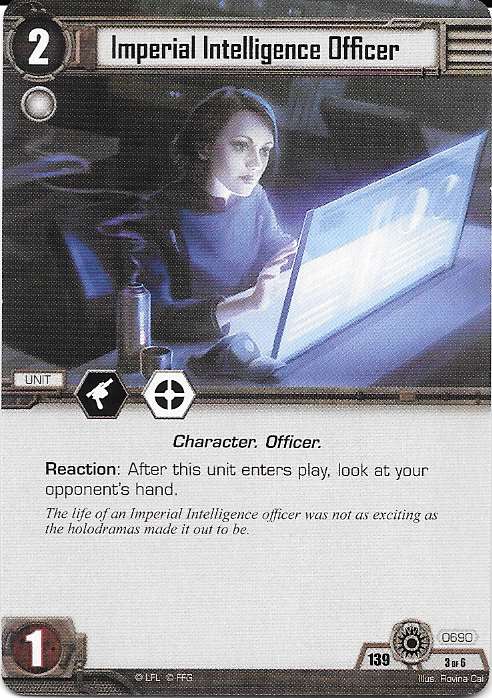 2
Imperial Intelligence Officer
UNIT
Character. Officer.
Reaction: After this unit enters play, look at your
opponent's hand.
The life of an Imperial Intelligence officer was not as exciting as
the holodramas made it out to be.
1
139
0690
3 OF 6
© LFL © FFG
Illus. Rovina Cai